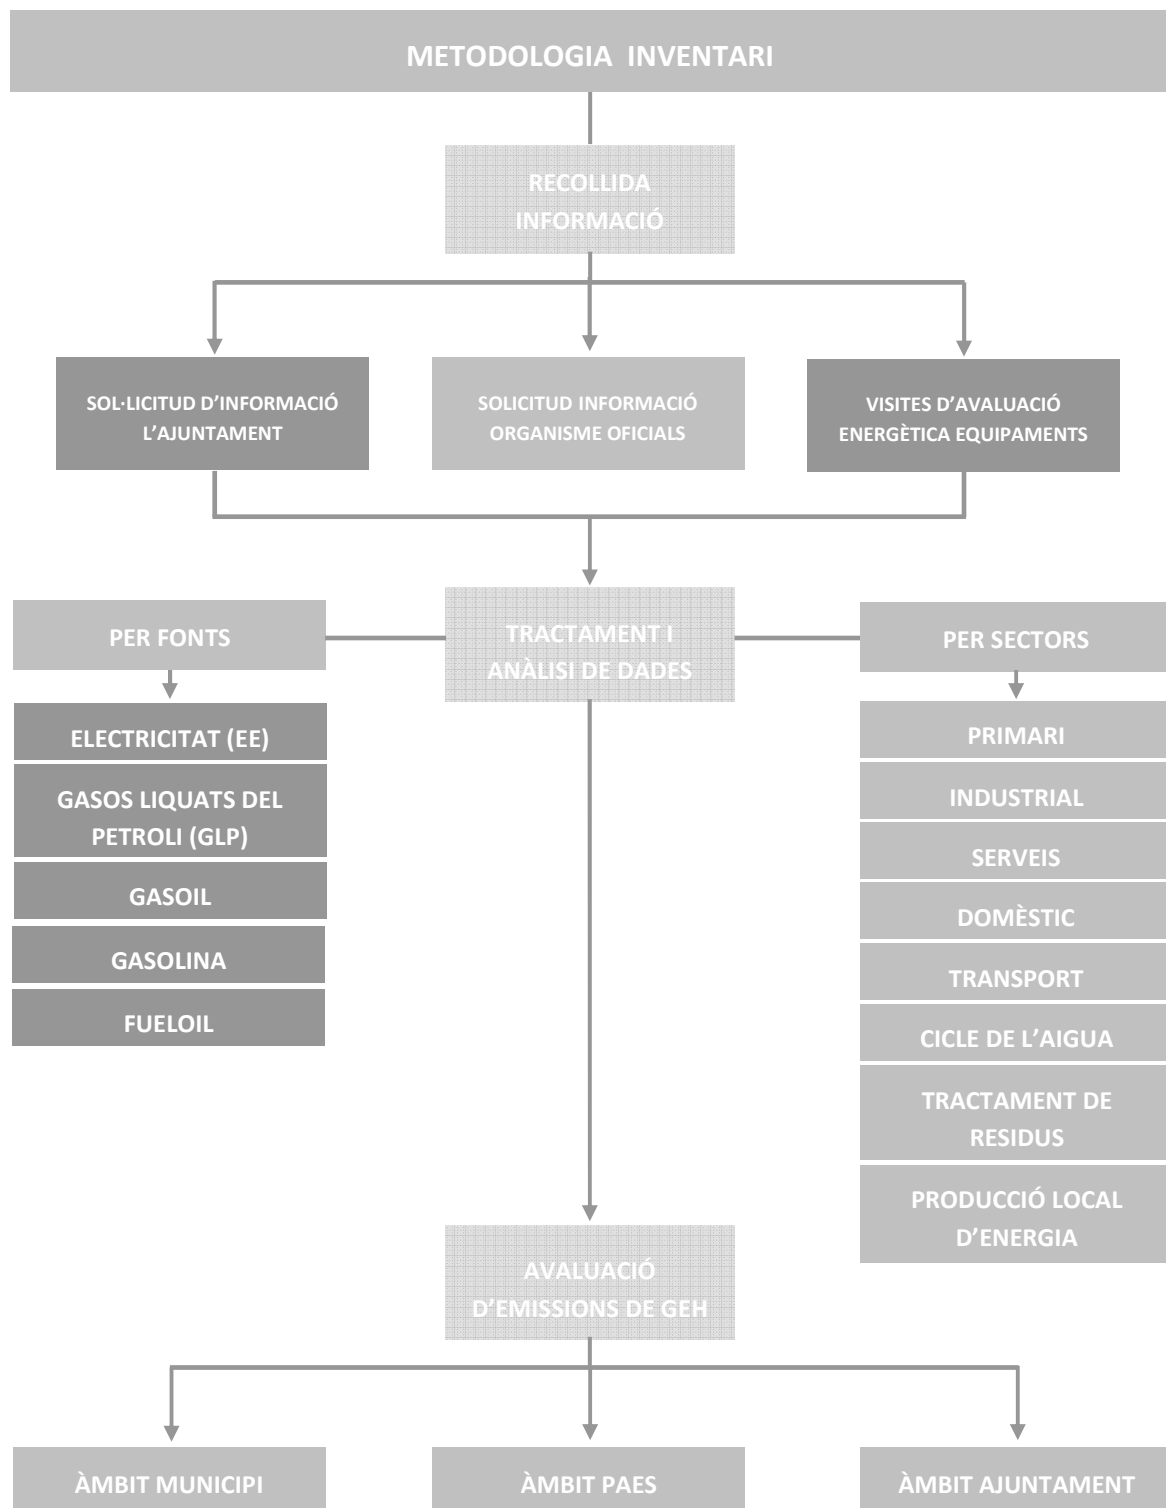 METODOLOGIA INVENTARI
RECOLLIDA
INFORMACIÓ
SOL·LICITUD D'INFORMACIÓ
L'AJUNTAMENT
SOLICITUD INFORMACIÓ
ORGANISME OFICIALS
VISITES D'AVALUACIÓ
ENERGÈTICA EQUIPAMENTS
TRACTAMENT I
ANÀLISI DE DADES
PER FONTS
ELECTRICITAT (EE)
GASOS LIQUATS DEL
PETROLI (GLP)
GASOIL
GASOLINA
FUELOIL
PER SECTORS
PRIMARI
INDUSTRIAL
SERVEIS
DOMÈSTIC
TRANSPORT
CICLE DE L'AIGUA
TRACTAMENT DE
RESIDUS
PRODUCCIÓ LOCAL
D'ENERGIA
AVALUACIÓ
D'EMISSIONS DE GEH
ÀMBIT MUNICIPI
ÀMBIT PAES
ÀMBIT AJUNTAMENT